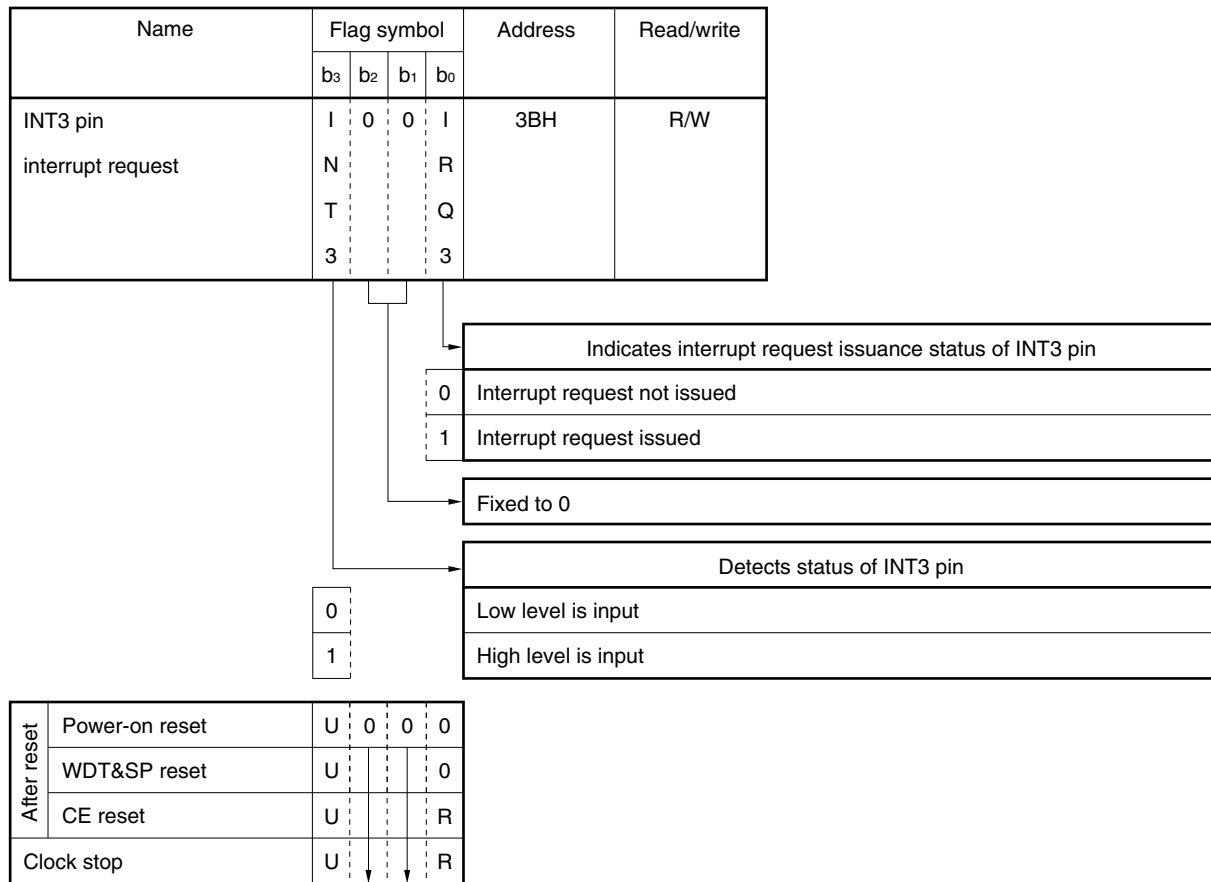 Name Flag symbol Address Read/write
b3 b2 b1 b0
INT3 pin I 0 0 I 3BH R/W
interrupt request N R
T Q
3 3
Indicates interrupt request issuance status of INT3 pin
0 Interrupt request not issued
1 Interrupt request issued
Fixed to 0
Detects status of INT3 pin
0 Low level is input
1 High level is input
After reset
Power-on reset U 0 0 0
WDT&SP reset U 0
CE reset U R
Clock stop U R